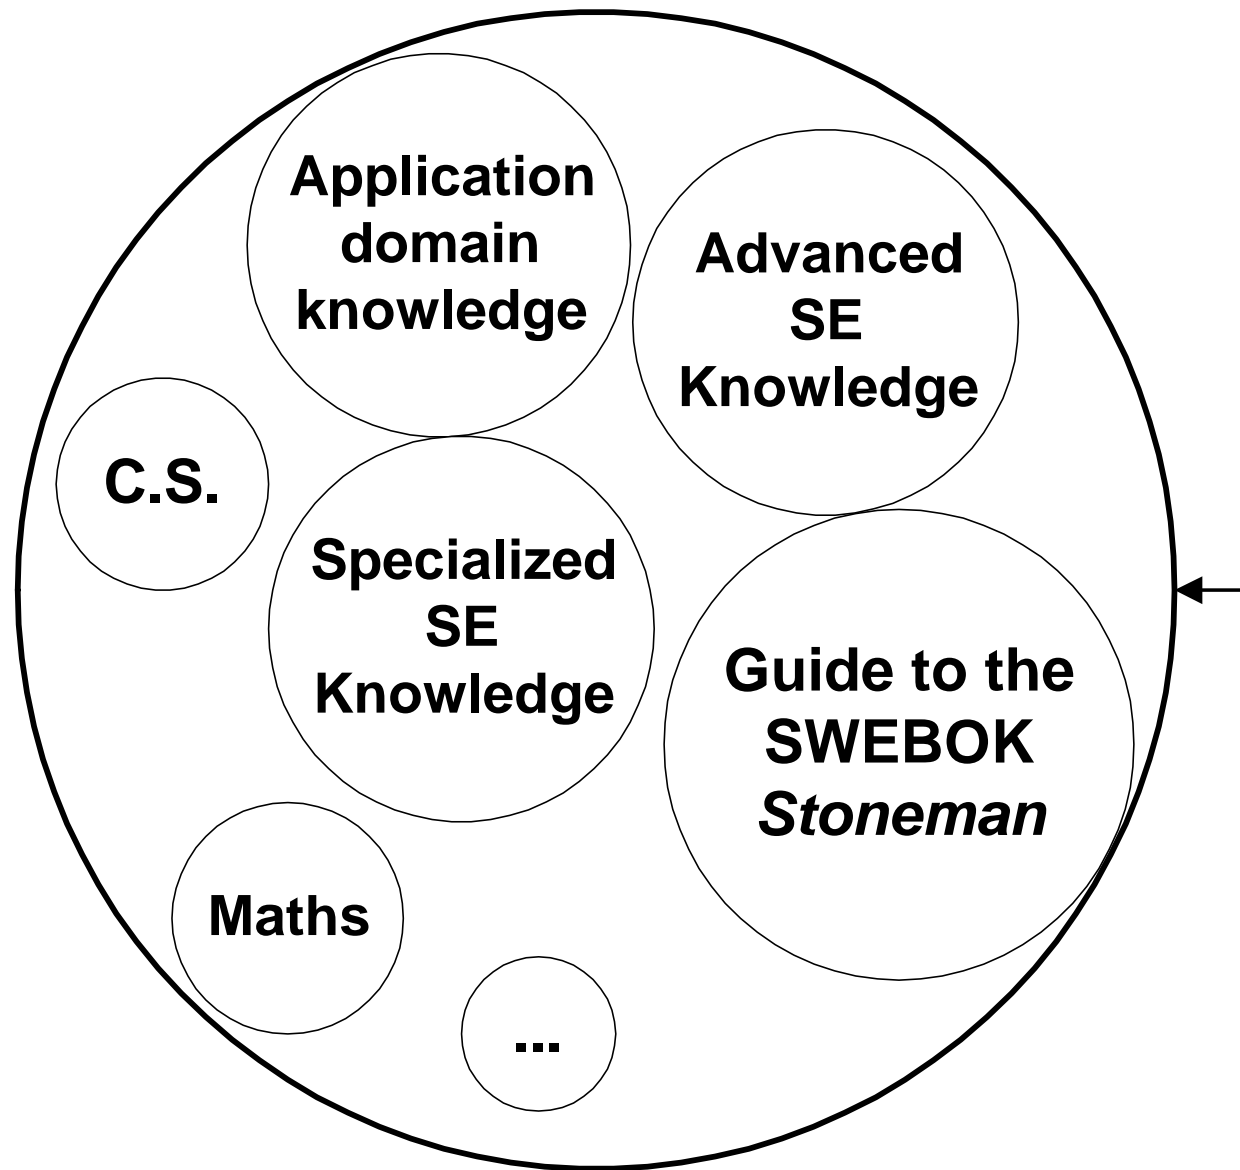 Application
domain
knowledge
Advanced
SE
Knowledge
C.S.
Specialized
SE
Knowledge
Guide to the
SWEBOK
Stoneman
Maths
...